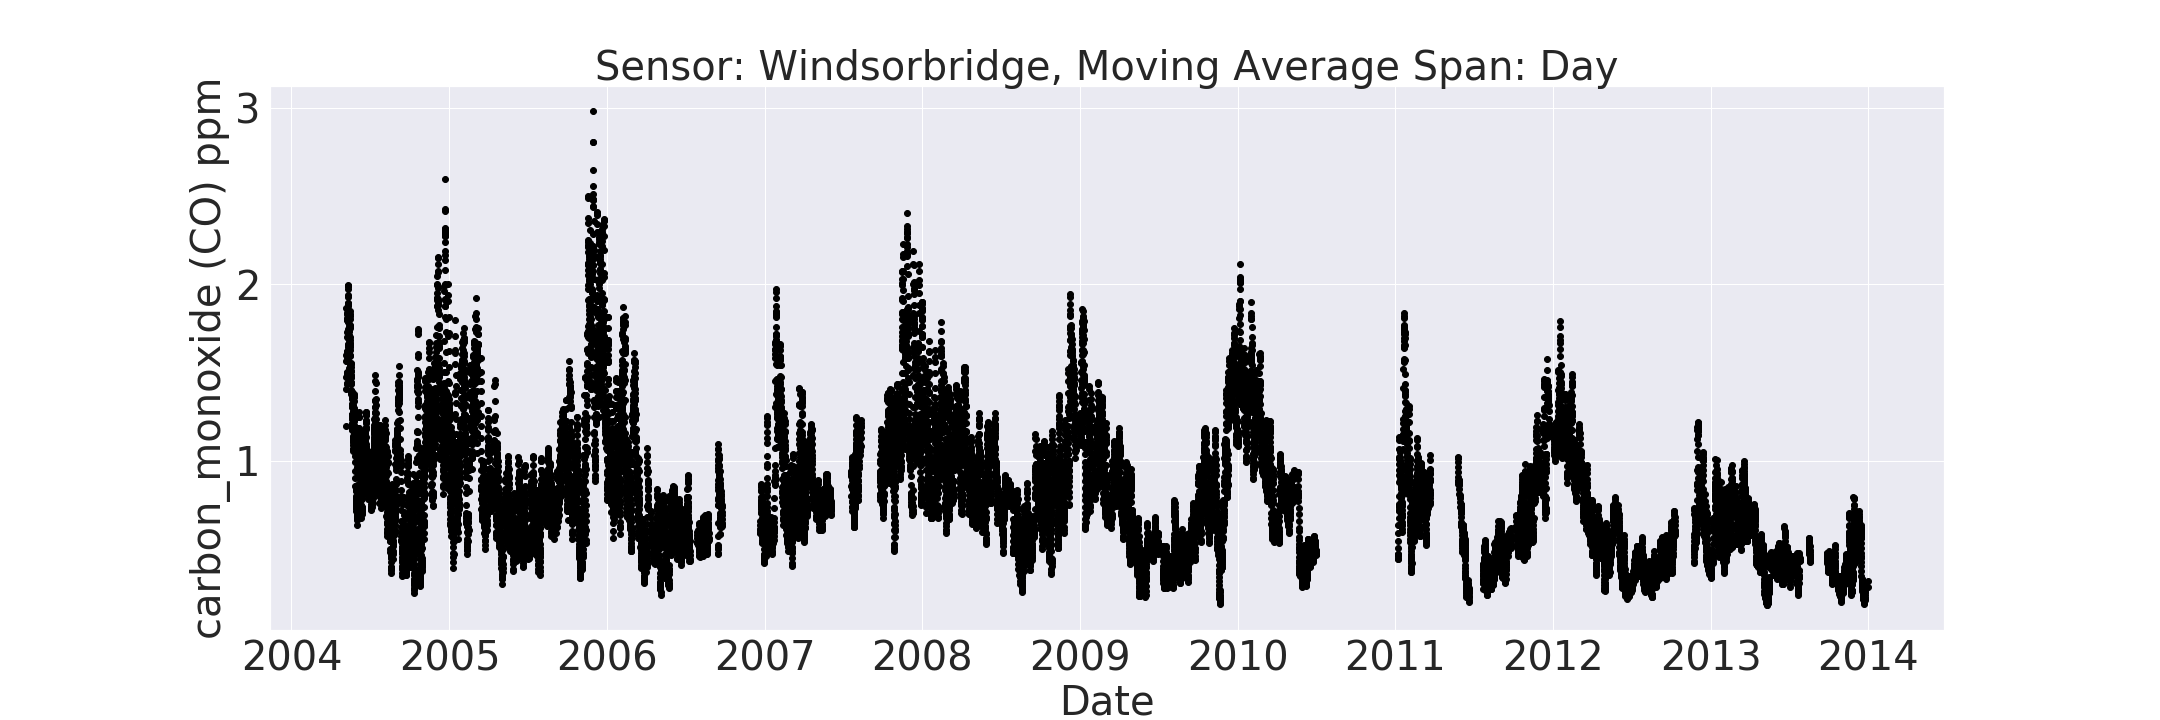 Sensor: Windsorbridge, Moving Average Span: Day
carbon_monoxide (CO) ppm
3
2
1
2004 2005 2006 2007 2008 2009 2010 2011 2012 2013 2014
Date